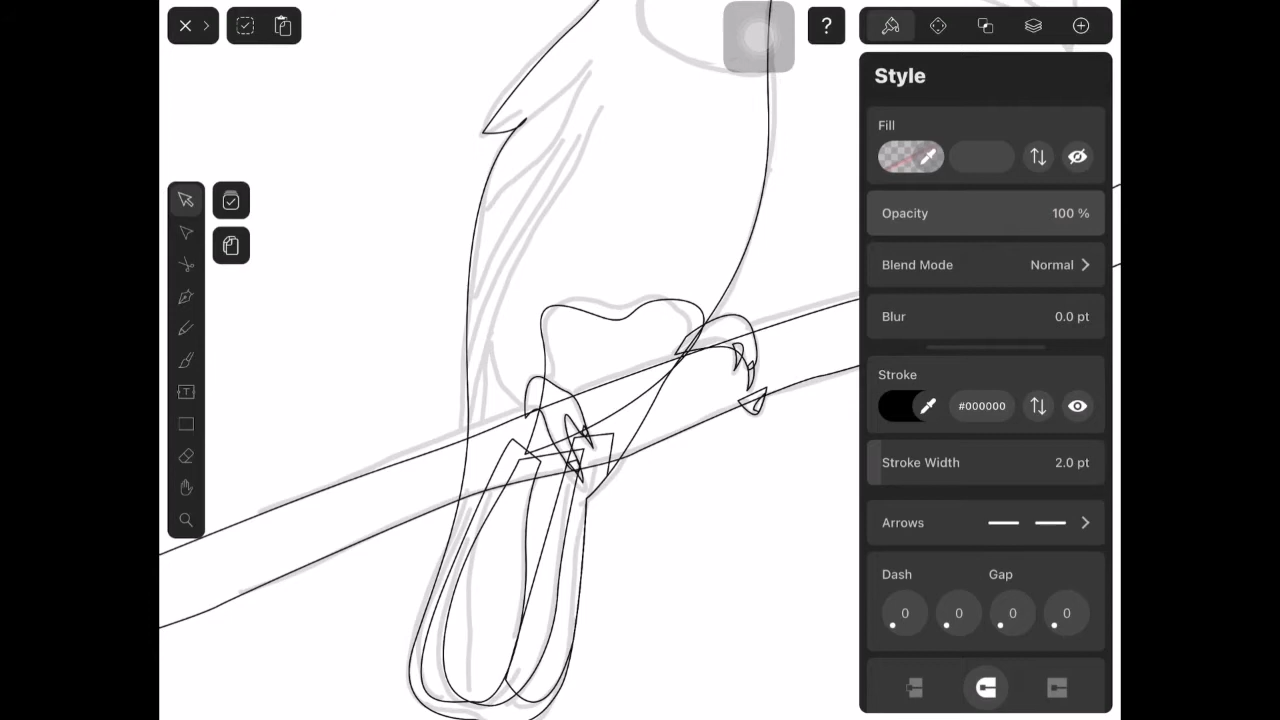 ?
Style
Fill
Opacity 100 %
Blend Mode Normal
Blur 0.0 pt
Stroke
#000000
Stroke Width 2.0 pt
Arrows
Dash Gap
0 0 0 0
T